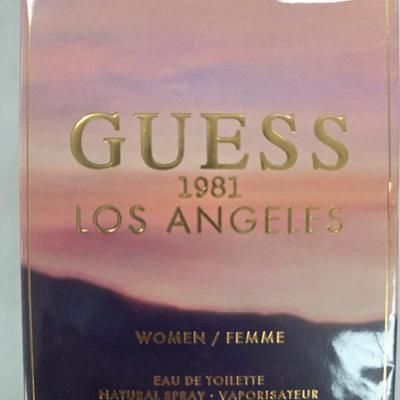 GUESS
1981
LOS ANGELES
WOMEN / FEMME
EAU DE TOILETTE
NATURAL SPRAY · VAPORISATEUR